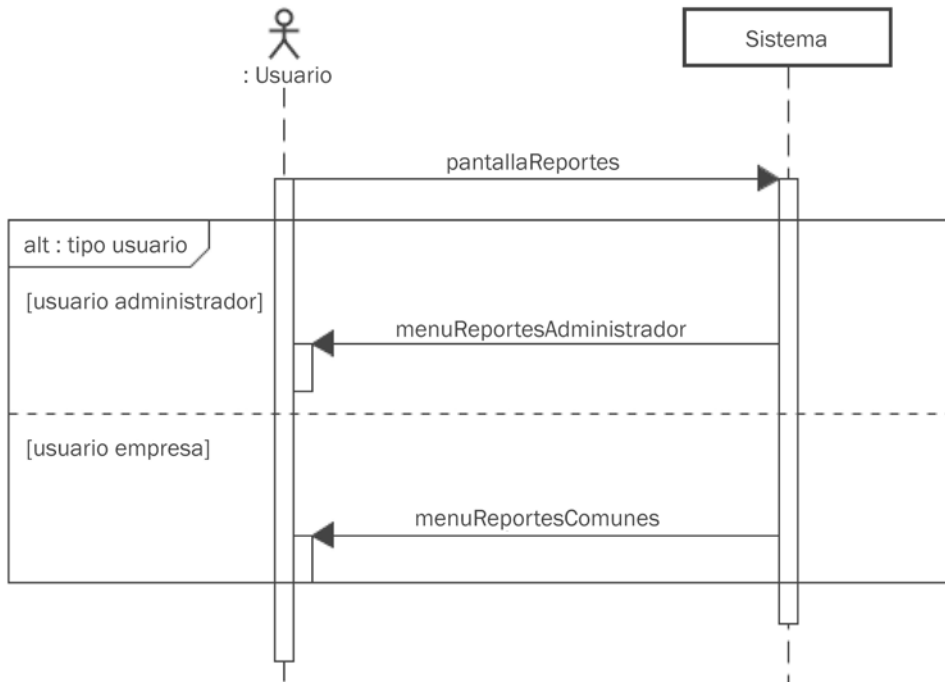 : Usuario
Sistema
pantallaReportes
alt : tipo usuario
[usuario administrador]
menuReportesAdministrador
[usuario empresa]
menuReportesComunes